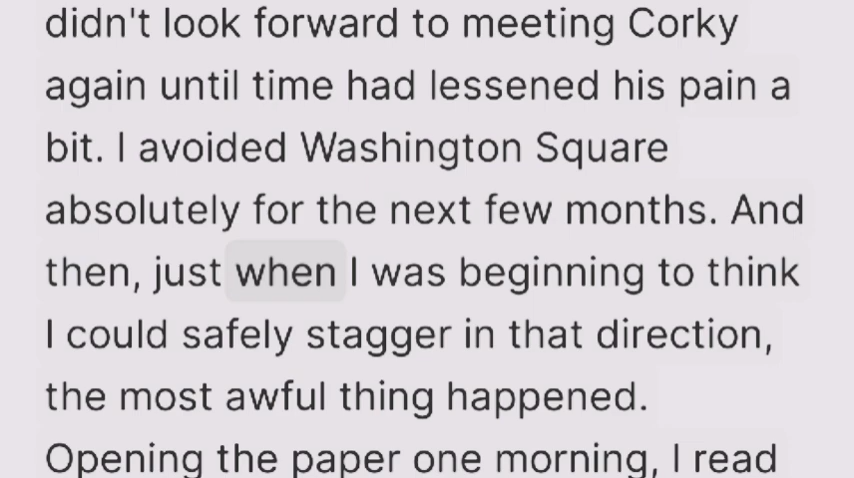 didn't look forward to meeting Corky
again until time had lessened his pain a
bit. I avoided Washington Square
absolutely for the next few months. And
then, just when I was beginning to think
I could safely stagger in that direction,
the most awful thing happened.
Opening the paper one morning, I read